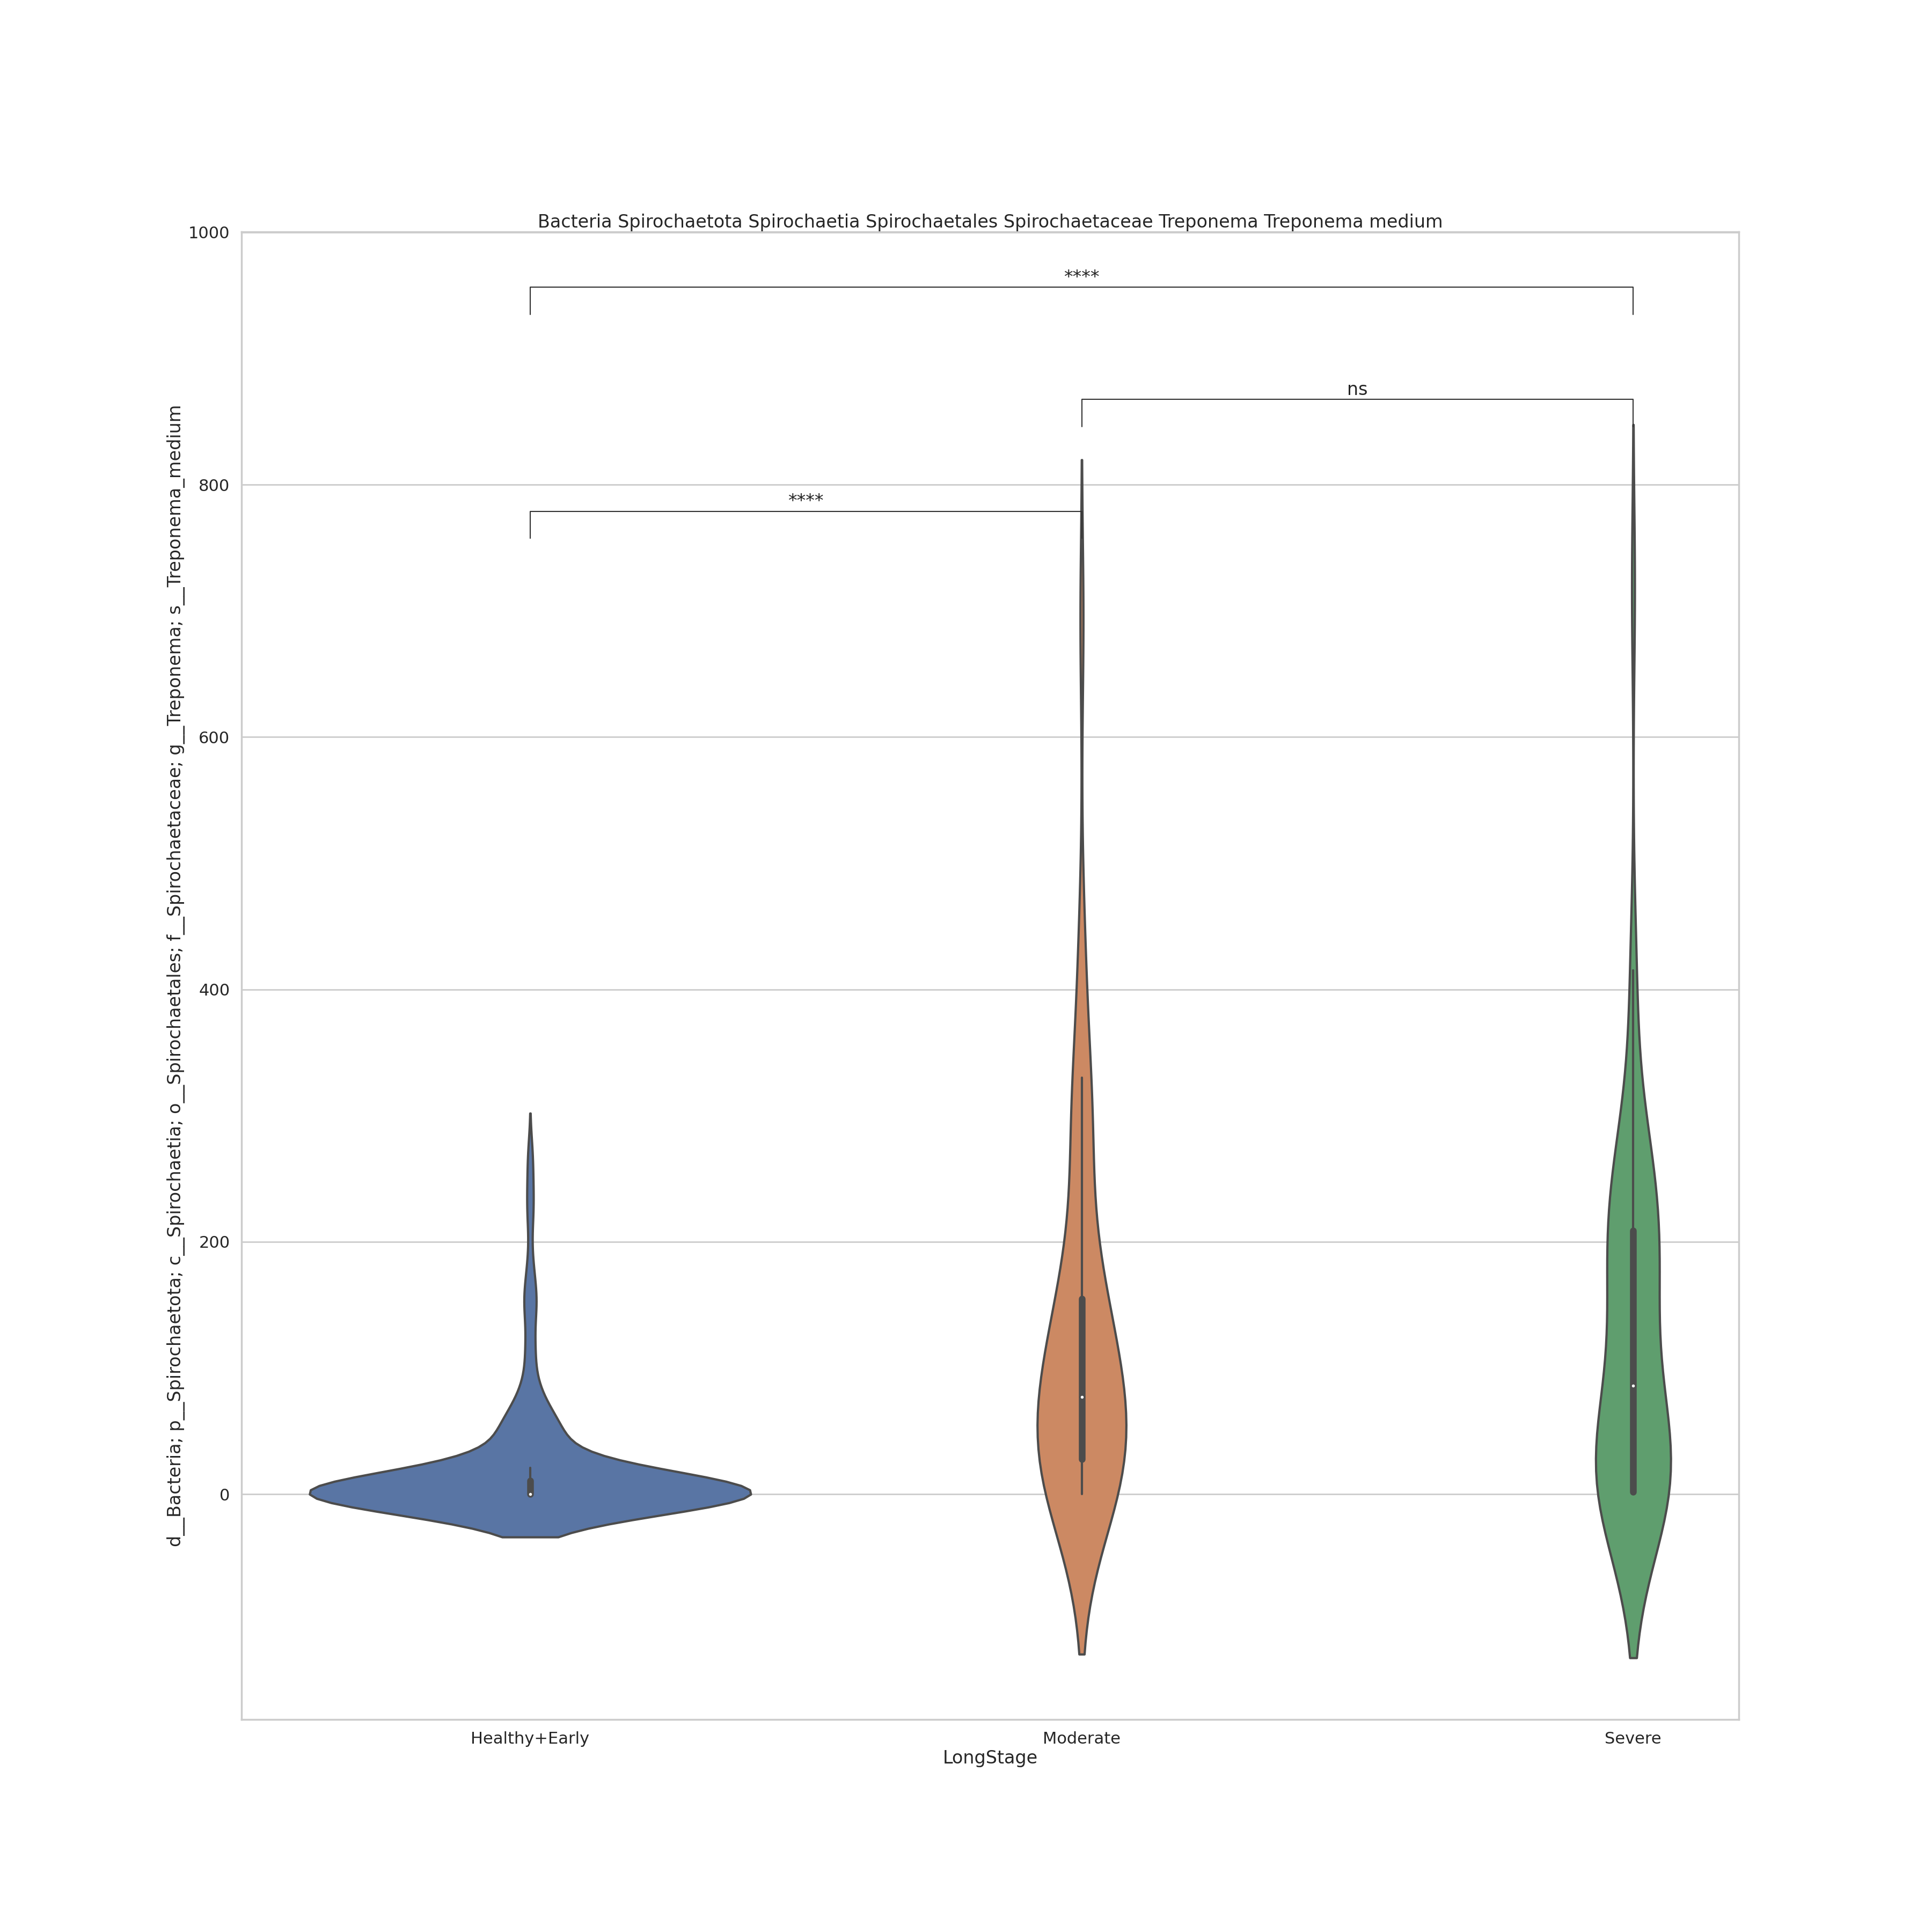 Bacteria Spirochaetota Spirochaetia Spirochaetales Spirochaetaceae Treponema Treponema medium
1000
800
600
400
200
0
d__Bacteria; p__Spirochaetota; c__Spirochaetia; o__Spirochaetales; f__Spirochaetaceae; g__Treponema; s__Treponema_medium
****
ns
****
Healthy+Early
Moderate
Severe
LongStage